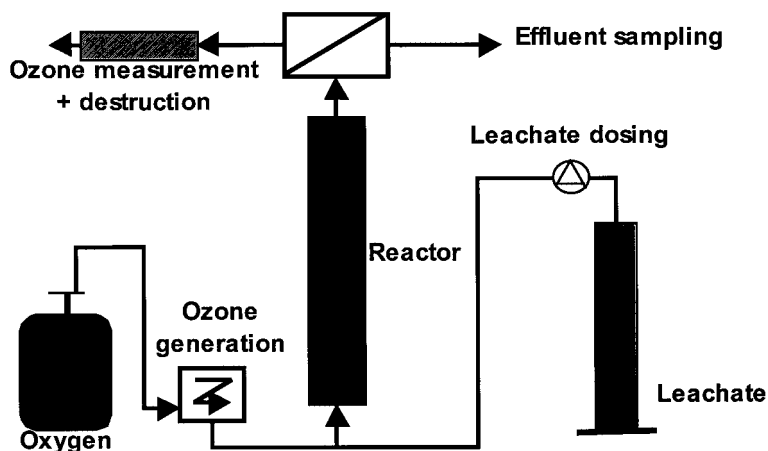 Effluent sampling
Ozone measurement
+ destruction
Leachate dosing
Reactor
Ozone
generation
Leachate
Oxygen